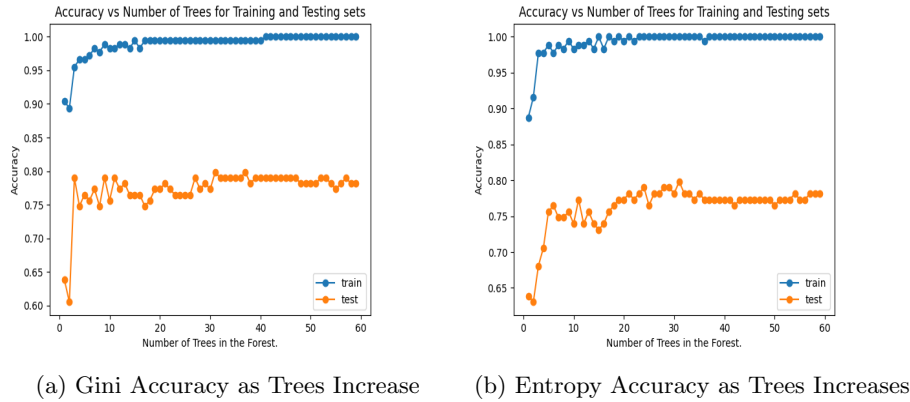 Accuracy vs Number of Trees for Training and Testing sets
1.00
0.95
0.90
0.85
0.80
0.75
0.70
0.65
0.60
Accuracy
0 10 20 30 40 50 60
Number of Trees in the Forest.
train
test
(a) Gini Accuracy as Trees Increase
Accuracy vs Number of Trees for Training and Testing sets
1.00
0.95
0.90
0.85
0.80
0.75
0.70
0.65
Accuracy
0 10 20 30 40 50 60
Number of Trees in the Forest.
train
test
(b) Entropy Accuracy as Trees Increases